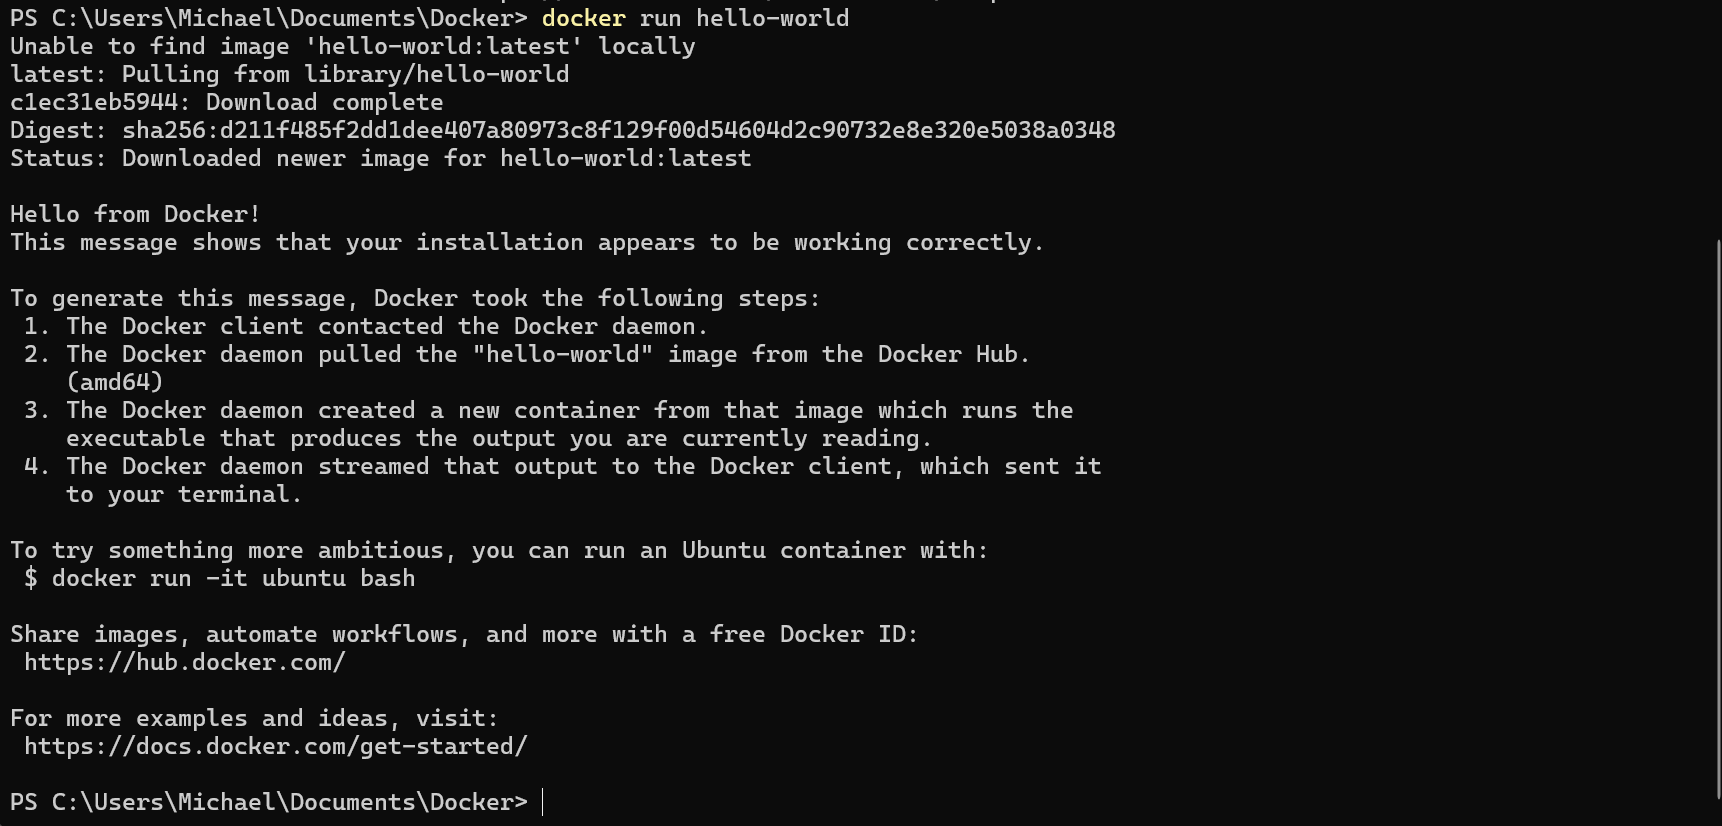 PS C:\Users\Michael\Documents\Docker> docker run hello-world
Unable to find image 'hello-world:latest' locally
latest: Pulling from library/hello-world
c1ec31eb5944: Download complete
Digest: sha256:d211f485f2dd1dee407a80973c8f129f00d54604d2c90732e8e320e5038a0348
Status: Downloaded newer image for hello-world:latest

Hello from Docker!
This message shows that your installation appears to be working correctly.

To generate this message, Docker took the following steps:
 1. The Docker client contacted the Docker daemon.
 2. The Docker daemon pulled the "hello-world" image from the Docker Hub.
    (amd64)
 3. The Docker daemon created a new container from that image which runs the
    executable that produces the output you are currently reading.
 4. The Docker daemon streamed that output to the Docker client, which sent it
    to your terminal.

To try something more ambitious, you can run an Ubuntu container with:
 $ docker run -it ubuntu bash

Share images, automate workflows, and more with a free Docker ID:
 https://hub.docker.com/

For more examples and ideas, visit:
 https://docs.docker.com/get-started/

PS C:\Users\Michael\Documents\Docker>